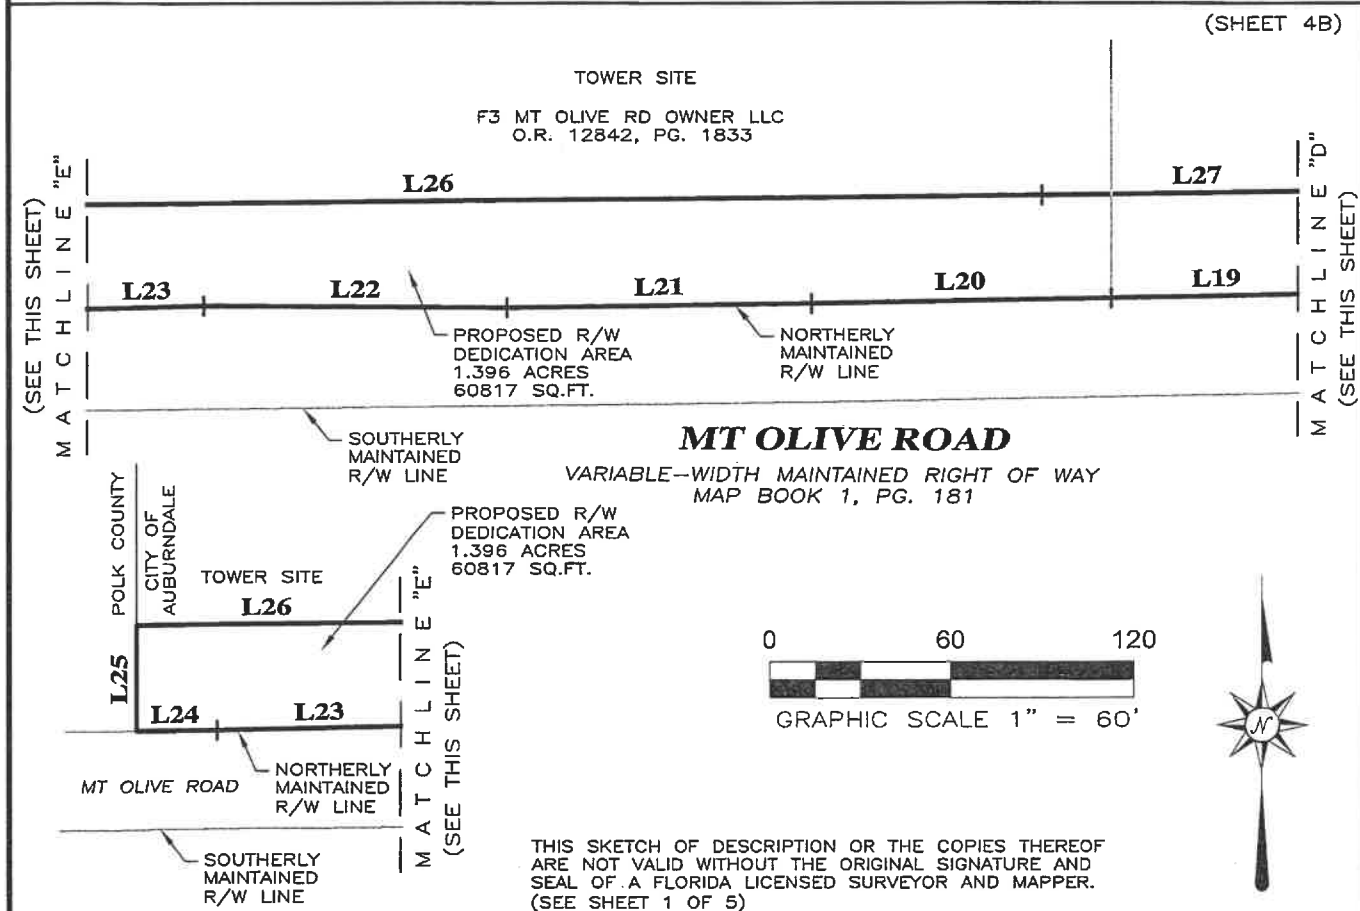 (SHEET 4B)
TOWER SITE
F3 MT OLIVE RD OWNER LLC
O.R. 12842, PG. 1833
MATCHLINE "E"
(SEE THIS SHEET)
MATCHLINE "D"
(SEE THIS SHEET)
L26
L27
L23
L22
L21
L20
L19
PROPOSED R/W
DEDICATION AREA
1.396 ACRES
60817 SQ.FT.
NORTHERLY
MAINTAINED
R/W LINE
SOUTHERLY
MAINTAINED
R/W LINE
MT OLIVE ROAD
VARIABLE-WIDTH MAINTAINED RIGHT OF WAY
MAP BOOK 1, PG. 181
POLK COUNTY
CITY OF
AUBURNDALE
TOWER SITE
PROPOSED R/W
DEDICATION AREA
1.396 ACRES
60817 SQ.FT.
L26
L25
L24
L23
MATCHLINE "E"
(SEE THIS SHEET)
MT OLIVE ROAD
NORTHERLY
MAINTAINED
R/W LINE
SOUTHERLY
MAINTAINED
R/W LINE
0 60 120
GRAPHIC SCALE 1" = 60'
N
THIS SKETCH OF DESCRIPTION OR THE COPIES THEREOF
ARE NOT VALID WITHOUT THE ORIGINAL SIGNATURE AND
SEAL OF A FLORIDA LICENSED SURVEYOR AND MAPPER.
(SEE SHEET 1 OF 5)